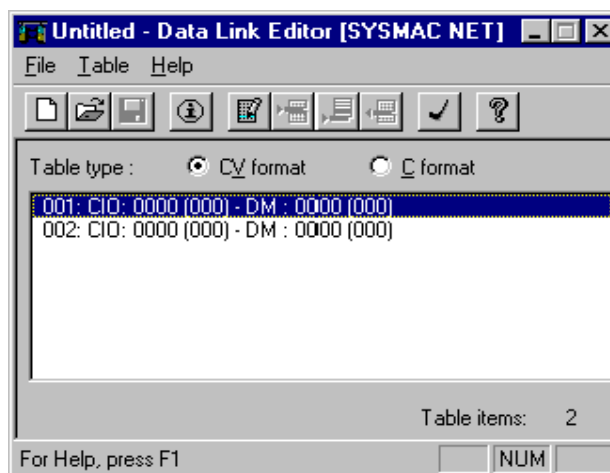 Untitled - Data Link Editor [SYSMAC NET]
File Table Help
Table type : CV format C format
001: CIO: 0000 (000) - DM : 0000 (000)
002: CIO: 0000 (000) - DM : 0000 (000)
Table items: 2
For Help, press F1 NUM